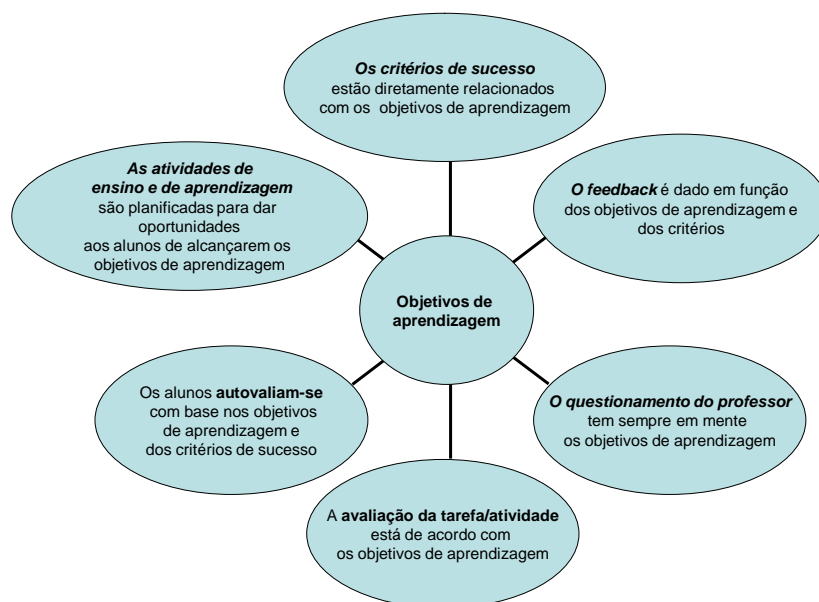 Os critérios de sucesso
estão diretamente relacionados
com os objetivos de aprendizagem
As atividades de
ensino e de aprendizagem
são planificadas para dar
oportunidades
aos alunos de alcançarem os
objetivos de aprendizagem
O feedback é dado em função
dos objetivos de aprendizagem e
dos critérios
Objetivos de
aprendizagem
Os alunos autovaliam-se
com base nos objetivos
de aprendizagem e
dos critérios de sucesso
O questionamento do professor
tem sempre em mente
os objetivos de aprendizagem
A avaliação da tarefa/atividade
está de acordo com
os objetivos de aprendizagem